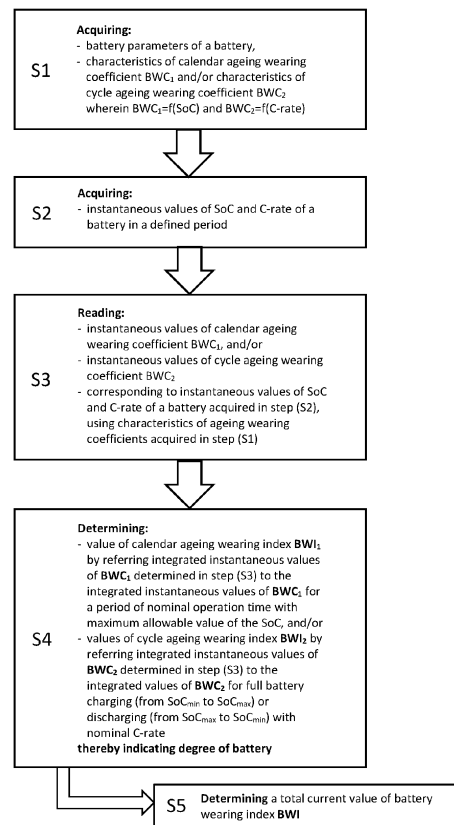 S1
Acquiring:
- battery parameters of a battery,
- characteristics of calendar ageing wearing
coefficient BWC₁ and/or characteristics of
cycle ageing wearing coefficient BWC₂
wherein BWC₁=f(SoC) and BWC₂=f(C-rate)
S2
Acquiring:
- instantaneous values of SoC and C-rate of a
battery in a defined period
S3
Reading:
- instantaneous values of calendar ageing
wearing coefficient BWC₁, and/or
- instantaneous values of cycle ageing wearing
coefficient BWC₂
- corresponding to instantaneous values of SoC
and C-rate of a battery acquired in step (S2),
using characteristics of ageing wearing
coefficients acquired in step (S1)
S4
Determining:
- value of calendar ageing wearing index BWI₁
by referring integrated instantaneous values
of BWC₁ determined in step (S3) to the
integrated instantaneous values of BWC₁ for
a period of nominal operation time with
maximum allowable value of the SoC, and/or
- values of cycle ageing wearing index BWI₂ by
referring integrated instantaneous values of
BWC₂ determined in step (S3) to the
integrated values of BWC₂ for full battery
charging (from SoCmin to SoCmax) or
discharging (from SoCmax to SoCmin) with
nominal C-rate
thereby indicating degree of battery
S5
Determining a total current value of battery
wearing index BWI